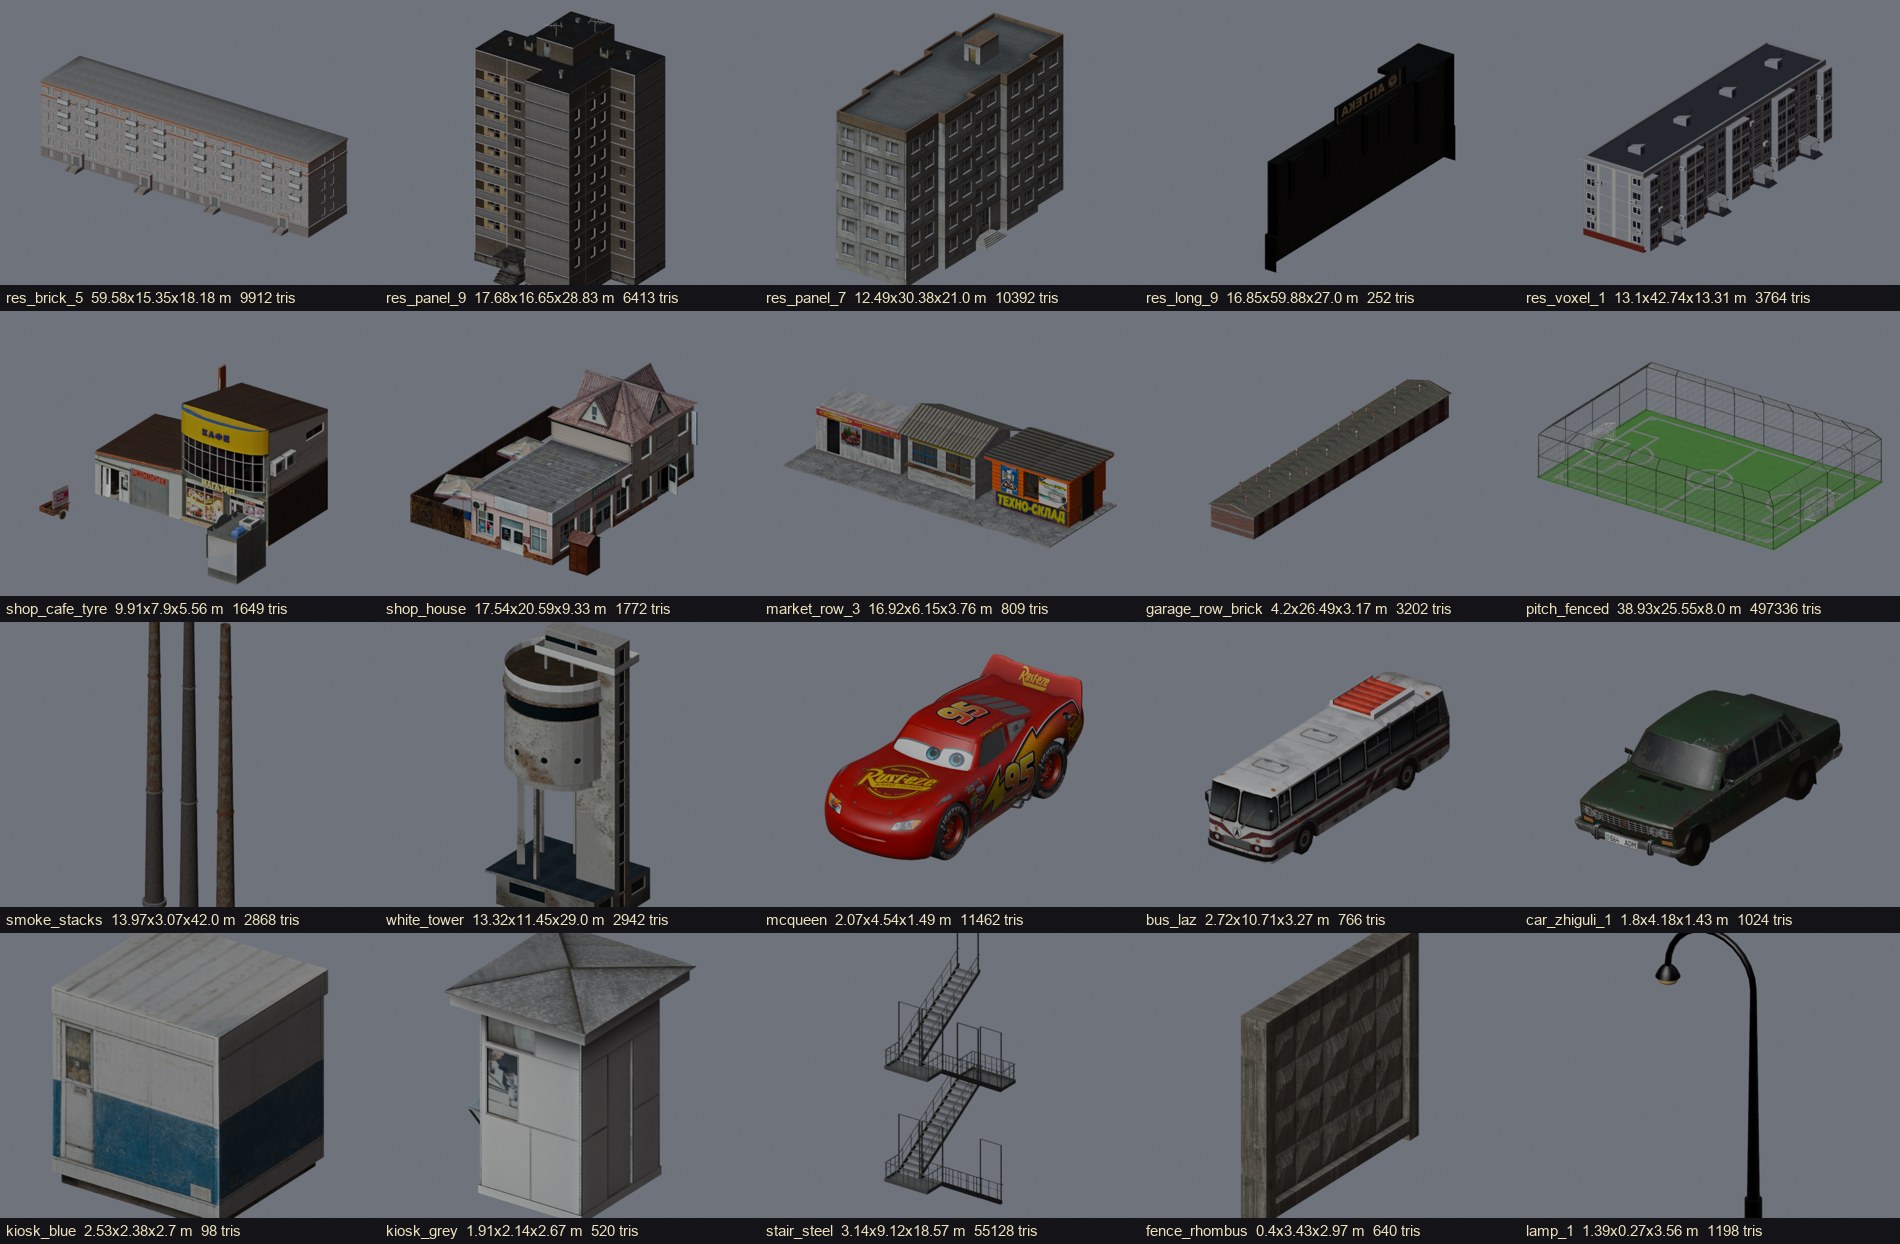 АПТЕКА
res_brick_5 59.58x15.35x18.18 m 9912 tris
res_panel_9 17.68x16.65x28.83 m 6413 tris
res_panel_7 12.49x30.38x21.0 m 10392 tris
res_long_9 16.85x59.88x27.0 m 252 tris
res_voxel_1 13.1x42.74x13.31 m 3764 tris
КАФЕ
ШИНОМОНТАЖ
МАГАЗИН
ТЕХНО-СКЛАД
shop_cafe_tyre 9.91x7.9x5.56 m 1649 tris
shop_house 17.54x20.59x9.33 m 1772 tris
market_row_3 16.92x6.15x3.76 m 809 tris
garage_row_brick 4.2x26.49x3.17 m 3202 tris
pitch_fenced 38.93x25.55x8.0 m 497336 tris
Rusteze
95
Rust-eze
95
smoke_stacks 13.97x3.07x42.0 m 2868 tris
white_tower 13.32x11.45x29.0 m 2942 tris
mcqueen 2.07x4.54x1.49 m 11462 tris
bus_laz 2.72x10.71x3.27 m 766 tris
car_zhiguli_1 1.8x4.18x1.43 m 1024 tris
kiosk_blue 2.53x2.38x2.7 m 98 tris
kiosk_grey 1.91x2.14x2.67 m 520 tris
stair_steel 3.14x9.12x18.57 m 55128 tris
fence_rhombus 0.4x3.43x2.97 m 640 tris
lamp_1 1.39x0.27x3.56 m 1198 tris